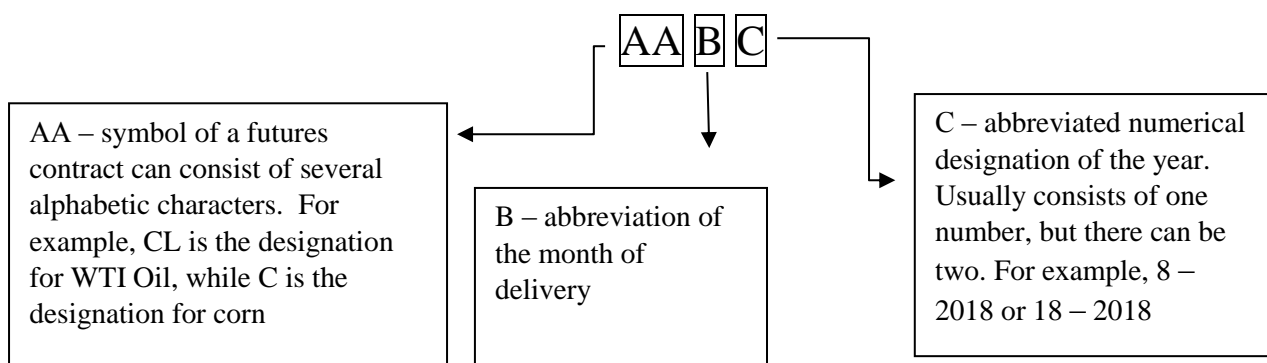 AA B C
AA – symbol of a futures
contract can consist of several
alphabetic characters.  For
example, CL is the designation
for WTI Oil, while C is the
designation for corn
B – abbreviation of
the month of
delivery
C – abbreviated numerical
designation of the year.
Usually consists of one
number, but there can be
two. For example, 8 –
2018 or 18 – 2018